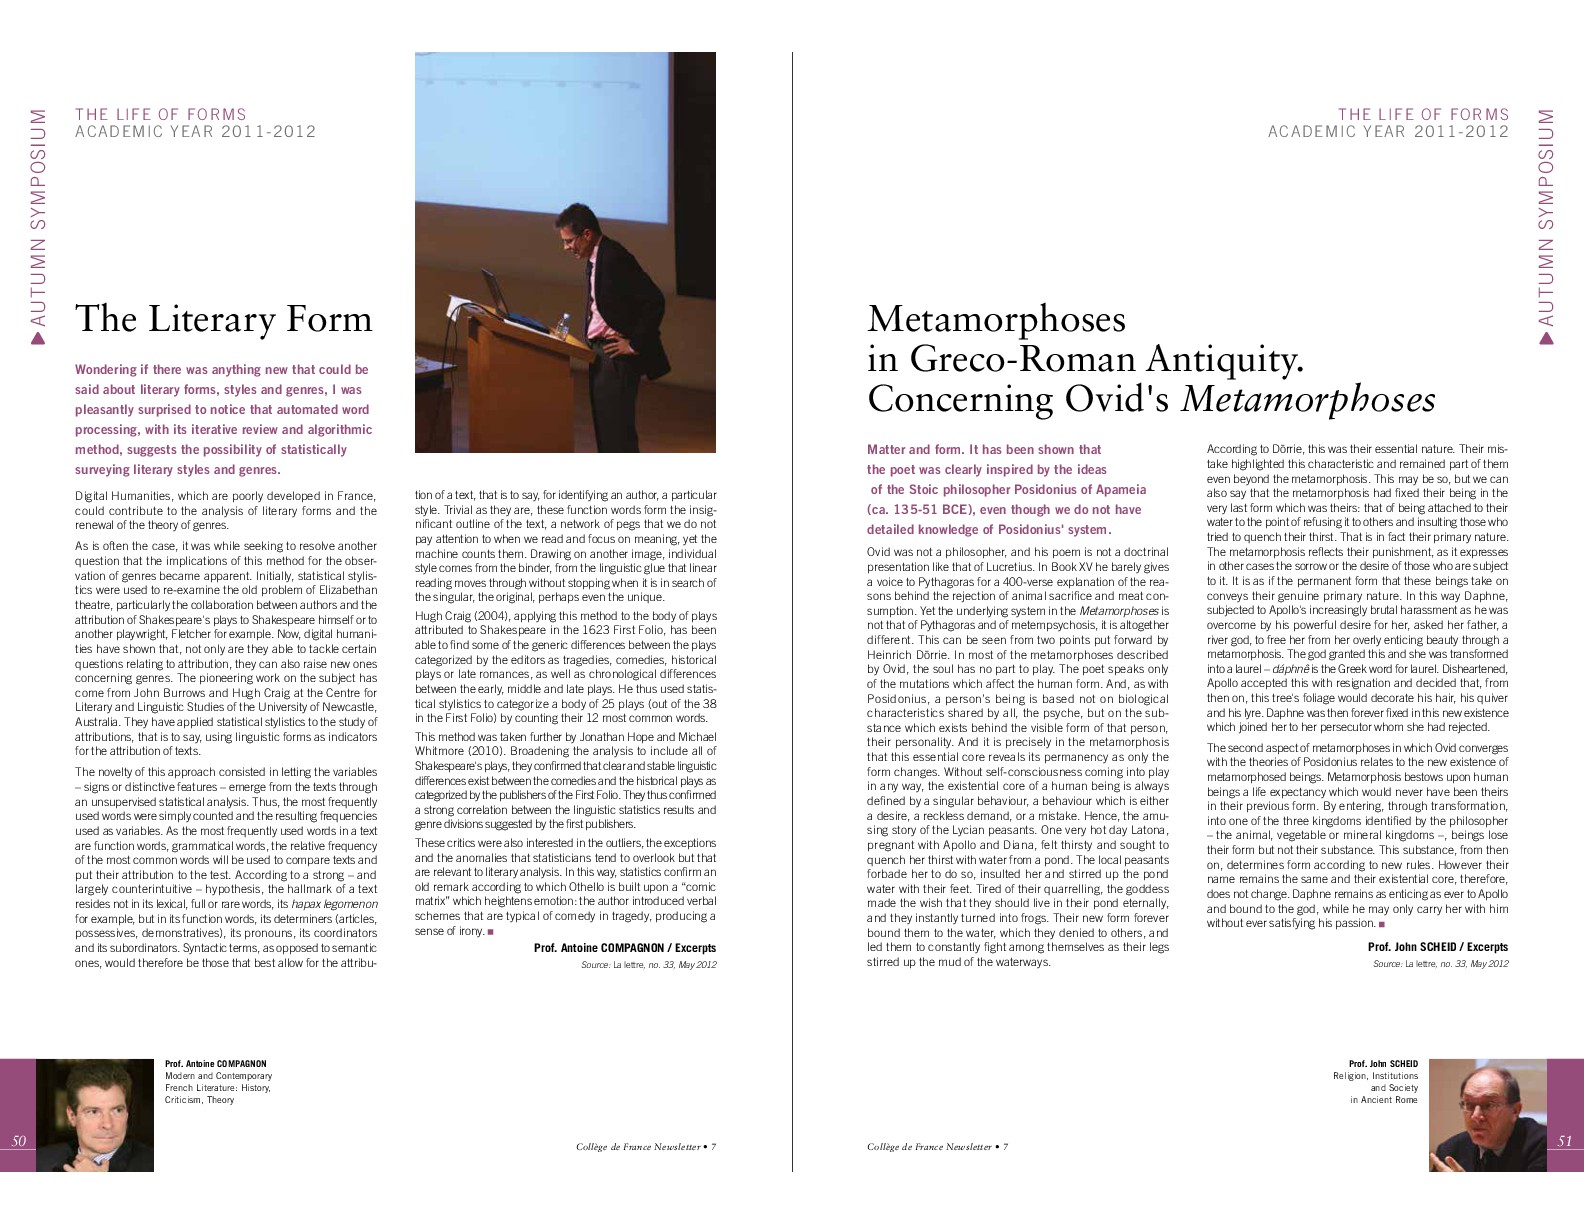 AUTUMN SYMPOSIUM
THE LIFE OF FORMS
ACADEMIC YEAR 2011-2012
The Literary Form
Wondering if there was anything new that could be
said about literary forms, styles and genres, I was
pleasantly surprised to notice that automated word
processing, with its iterative review and algorithmic
method, suggests the possibility of statistically
surveying literary styles and genres.
Digital Humanities, which are poorly developed in France,
could contribute to the analysis of literary forms and the
renewal of the theory of genres.
As is often the case, it was while seeking to resolve another
question that the implications of this method for the obser-
vation of genres became apparent. Initially, statistical stylis-
tics were used to re-examine the old problem of Elizabethan
theatre, particularly the collaboration between authors and the
attribution of Shakespeare's plays to Shakespeare himself or to
another playwright, Fletcher for example. Now, digital humani-
ties have shown that, not only are they able to tackle certain
questions relating to attribution, they can also raise new ones
concerning genres. The pioneering work on the subject has
come from John Burrows and Hugh Craig at the Centre for
Literary and Linguistic Studies of the University of Newcastle,
Australia. They have applied statistical stylistics to the study of
attributions, that is to say, using linguistic forms as indicators
for the attribution of texts.
The novelty of this approach consisted in letting the variables
– signs or distinctive features – emerge from the texts through
an unsupervised statistical analysis. Thus, the most frequently
used words were simply counted and the resulting frequencies
used as variables. As the most frequently used words in a text
are function words, grammatical words, the relative frequency
of the most common words will be used to compare texts and
put their attribution to the test. According to a strong – and
largely counterintuitive – hypothesis, the hallmark of a text
resides not in its lexical, full or rare words, its hapax legomenon
for example, but in its function words, its determiners (articles,
possessives, demonstratives), its pronouns, its coordinators
and its subordinators. Syntactic terms, as opposed to semantic
ones, would therefore be those that best allow for the attribu-
tion of a text, that is to say, for identifying an author, a particular
style. Trivial as they are, these function words form the insig-
nificant outline of the text, a network of pegs that we do not
pay attention to when we read and focus on meaning, yet the
machine counts them. Drawing on another image, individual
style comes from the binder, from the linguistic glue that linear
reading moves through without stopping when it is in search of
the singular, the original, perhaps even the unique.
Hugh Craig (2004), applying this method to the body of plays
attributed to Shakespeare in the 1623 First Folio, has been
able to find some of the generic differences between the plays
categorized by the editors as tragedies, comedies, historical
plays or late romances, as well as chronological differences
between the early, middle and late plays. He thus used statis-
tical stylistics to categorize a body of 25 plays (out of the 38
in the First Folio) by counting their 12 most common words.
This method was taken further by Jonathan Hope and Michael
Whitmore (2010). Broadening the analysis to include all of
Shakespeare's plays, they confirmed that clear and stable linguistic
differences exist between the comedies and the historical plays as
categorized by the publishers of the First Folio. They thus confirmed
a strong correlation between the linguistic statistics results and
genre divisions suggested by the first publishers.
These critics were also interested in the outliers, the exceptions
and the anomalies that statisticians tend to overlook but that
are relevant to literary analysis. In this way, statistics confirm an
old remark according to which Othello is built upon a “comic
matrix” which heightens emotion: the author introduced verbal
schemes that are typical of comedy in tragedy, producing a
sense of irony. ■
Prof. Antoine COMPAGNON / Excerpts
Source: La lettre, no. 33, May 2012
Prof. Antoine COMPAGNON
Modern and Contemporary
French Literature: History,
Criticism, Theory
50
Collège de France Newsletter • 7
THE LIFE OF FORMS
ACADEMIC YEAR 2011-2012
AUTUMN SYMPOSIUM
Metamorphoses
in Greco-Roman Antiquity.
Concerning Ovid's Metamorphoses
Matter and form. It has been shown that
the poet was clearly inspired by the ideas
of the Stoic philosopher Posidonius of Apameia
(ca. 135-51 BCE), even though we do not have
detailed knowledge of Posidonius' system.
Ovid was not a philosopher, and his poem is not a doctrinal
presentation like that of Lucretius. In Book XV he barely gives
a voice to Pythagoras for a 400-verse explanation of the rea-
sons behind the rejection of animal sacrifice and meat con-
sumption. Yet the underlying system in the Metamorphoses is
not that of Pythagoras and of metempsychosis, it is altogether
different. This can be seen from two points put forward by
Heinrich Dörrie. In most of the metamorphoses described
by Ovid, the soul has no part to play. The poet speaks only
of the mutations which affect the human form. And, as with
Posidonius, a person's being is based not on biological
characteristics shared by all, the psyche, but on the sub-
stance which exists behind the visible form of that person,
their personality. And it is precisely in the metamorphosis
that this essential core reveals its permanency as only the
form changes. Without self-consciousness coming into play
in any way, the existential core of a human being is always
defined by a singular behaviour, a behaviour which is either
a desire, a reckless demand, or a mistake. Hence, the amu-
sing story of the Lycian peasants. One very hot day Latona,
pregnant with Apollo and Diana, felt thirsty and sought to
quench her thirst with water from a pond. The local peasants
forbade her to do so, insulted her and stirred up the pond
water with their feet. Tired of their quarrelling, the goddess
made the wish that they should live in their pond eternally,
and they instantly turned into frogs. Their new form forever
bound them to the water, which they denied to others, and
led them to constantly fight among themselves as their legs
stirred up the mud of the waterways.
According to Dörrie, this was their essential nature. Their mis-
take highlighted this characteristic and remained part of them
even beyond the metamorphosis. This may be so, but we can
also say that the metamorphosis had fixed their being in the
very last form which was theirs: that of being attached to their
water to the point of refusing it to others and insulting those who
tried to quench their thirst. That is in fact their primary nature.
The metamorphosis reflects their punishment, as it expresses
in other cases the sorrow or the desire of those who are subject
to it. It is as if the permanent form that these beings take on
conveys their genuine primary nature. In this way Daphne,
subjected to Apollo's increasingly brutal harassment as he was
overcome by his powerful desire for her, asked her father, a
river god, to free her from her overly enticing beauty through a
metamorphosis. The god granted this and she was transformed
into a laurel – dáphnê is the Greek word for laurel. Disheartened,
Apollo accepted this with resignation and decided that, from
then on, this tree's foliage would decorate his hair, his quiver
and his lyre. Daphne was then forever fixed in this new existence
which joined her to her persecutor whom she had rejected.
The second aspect of metamorphoses in which Ovid converges
with the theories of Posidonius relates to the new existence of
metamorphosed beings. Metamorphosis bestows upon human
beings a life expectancy which would never have been theirs
in their previous form. By entering, through transformation,
into one of the three kingdoms identified by the philosopher
– the animal, vegetable or mineral kingdoms –, beings lose
their form but not their substance. This substance, from then
on, determines form according to new rules. However their
name remains the same and their existential core, therefore,
does not change. Daphne remains as enticing as ever to Apollo
and bound to the god, while he may only carry her with him
without ever satisfying his passion. ■
Prof. John SCHEID / Excerpts
Source: La lettre, no. 33, May 2012
Prof. John SCHEID
Religion, Institutions
and Society
in Ancient Rome
Collège de France Newsletter • 7
51